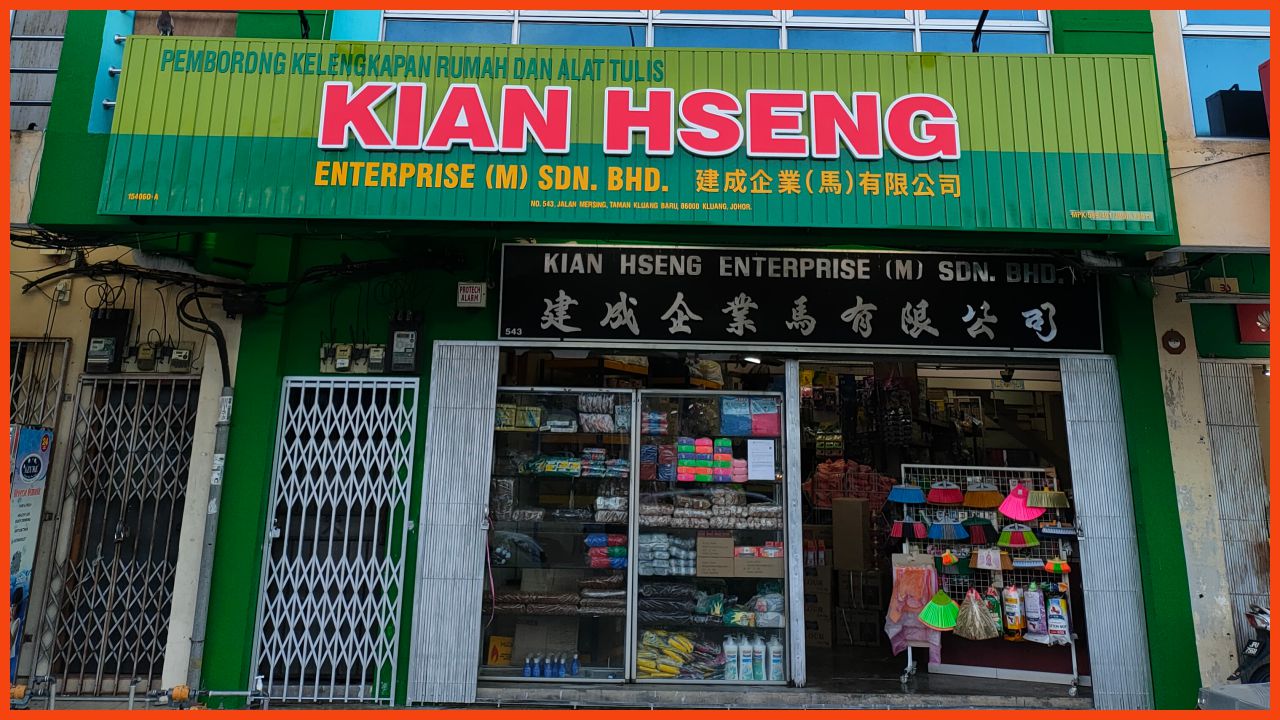 PEMBORONG KELENGKAPAN RUMAH DAN ALAT TULIS
KIAN HSENG
ENTERPRISE (M) SDN. BHD. 建成企業(馬)有限公司
154060-A
NO. 543, JALAN MERSING, TAMAN KLUANG BARU, 86000 KLUANG, JOHOR.
KIAN HSENG ENTERPRISE (M) SDN. BHD.
建成企業馬有限公司
543
PROTECH
ALARM